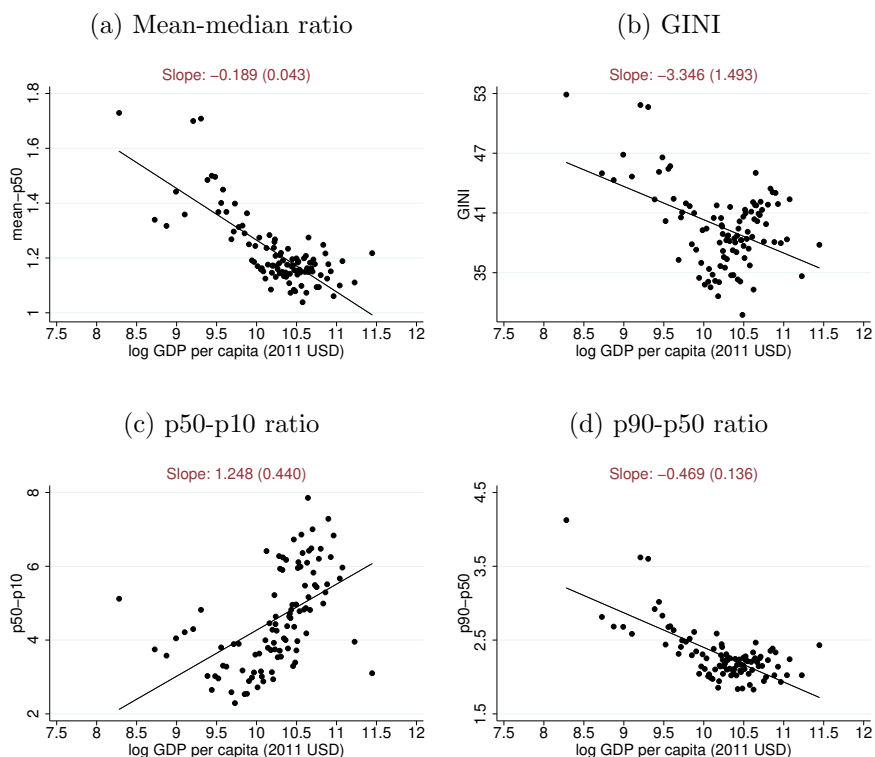 (a) Mean-median ratio
Slope: −0.189 (0.043)
mean−p50
1.8
1.6
1.4
1.2
1
7.5 8 8.5 9 9.5 10 10.5 11 11.5 12
log GDP per capita (2011 USD)
(b) GINI
Slope: −3.346 (1.493)
GINI
53
47
41
35
7.5 8 8.5 9 9.5 10 10.5 11 11.5 12
log GDP per capita (2011 USD)
(c) p50-p10 ratio
Slope: 1.248 (0.440)
p50−p10
8
6
4
2
7.5 8 8.5 9 9.5 10 10.5 11 11.5 12
log GDP per capita (2011 USD)
(d) p90-p50 ratio
Slope: −0.469 (0.136)
p90−p50
4.5
3.5
2.5
1.5
7.5 8 8.5 9 9.5 10 10.5 11 11.5 12
log GDP per capita (2011 USD)